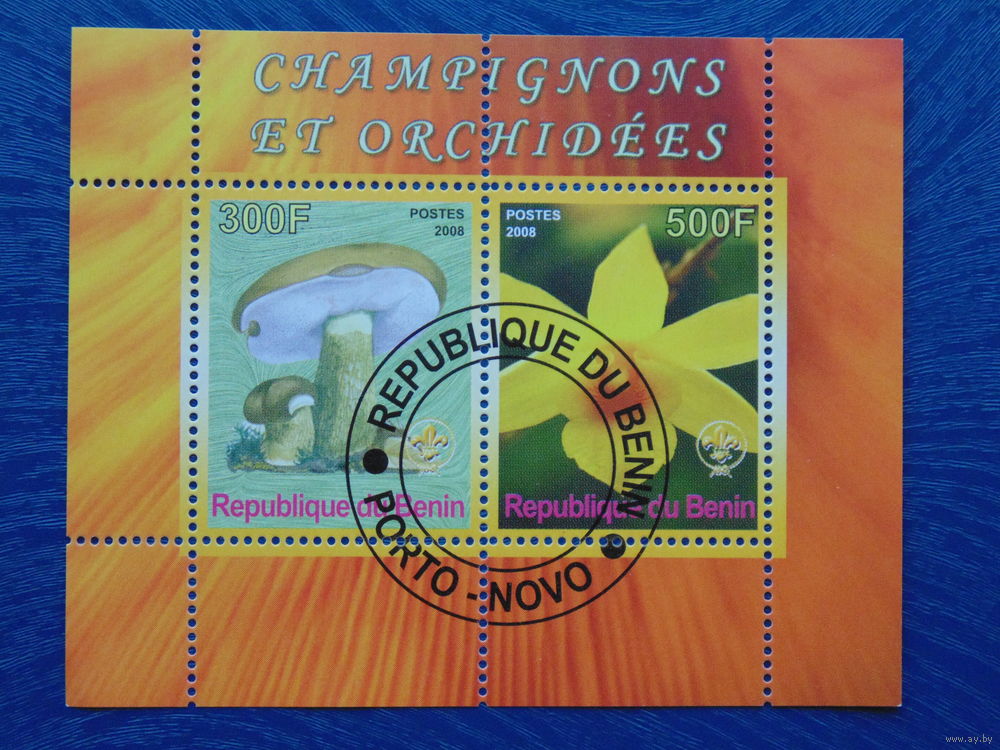 CHAMPIGNONS
ET ORCHIDÉES
300F
POSTES
2008
POSTES
2008
500F
Republique du Benin
Republique du Benin
REPUBLIQUE DU BENIN
PORTO - NOVO
www.ay.by